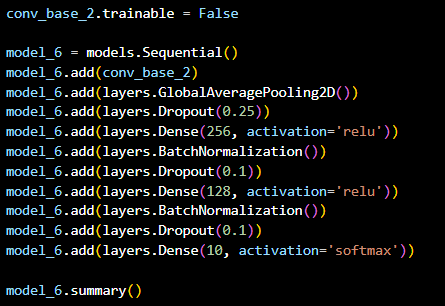 conv_base_2.trainable = False
model_6 = models.Sequential()
model_6.add(conv_base_2)
model_6.add(layers.GlobalAveragePooling2D())
model_6.add(layers.Dropout(0.25))
model_6.add(layers.Dense(256, activation='relu'))
model_6.add(layers.BatchNormalization())
model_6.add(layers.Dropout(0.1))
model_6.add(layers.Dense(128, activation='relu'))
model_6.add(layers.BatchNormalization())
model_6.add(layers.Dropout(0.1))
model_6.add(layers.Dense(10, activation='softmax'))
model_6.summary()